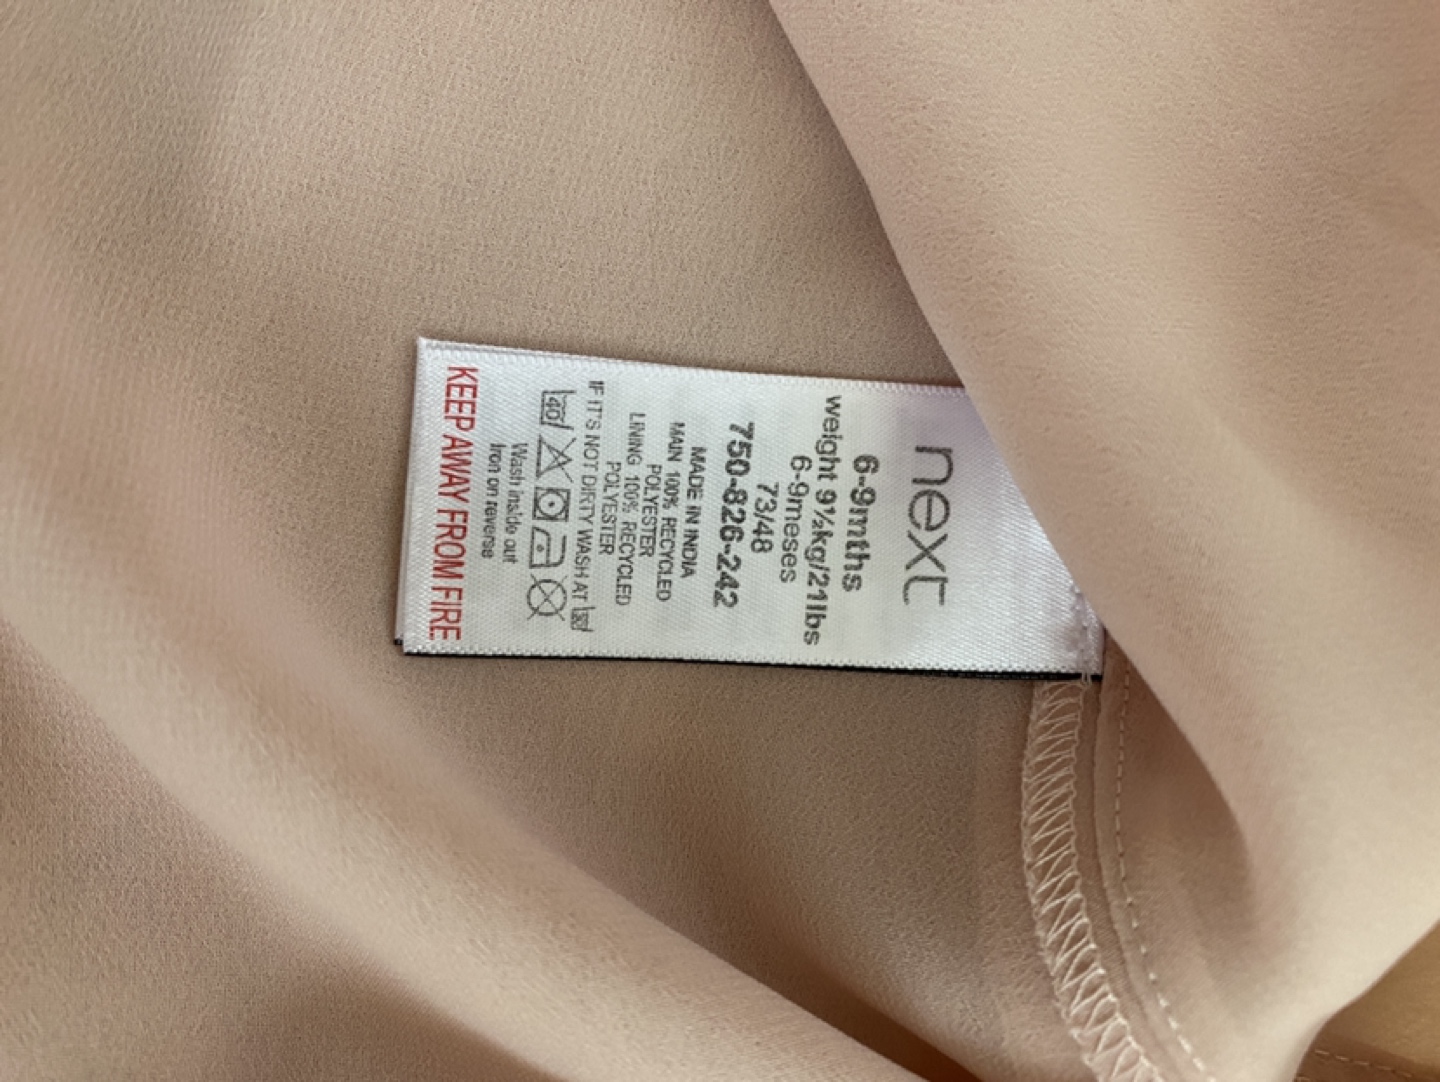 next
6-9mths
weight 9½kg/21lbs
6-9meses
73/48
750-826-242
MADE IN INDIA
MAIN 100% RECYCLED
POLYESTER
LINING 100% RECYCLED
POLYESTER
IF IT'S NOT DIRTY WASH AT 30
40
Wash inside out
Iron on reverse
KEEP AWAY FROM FIRE